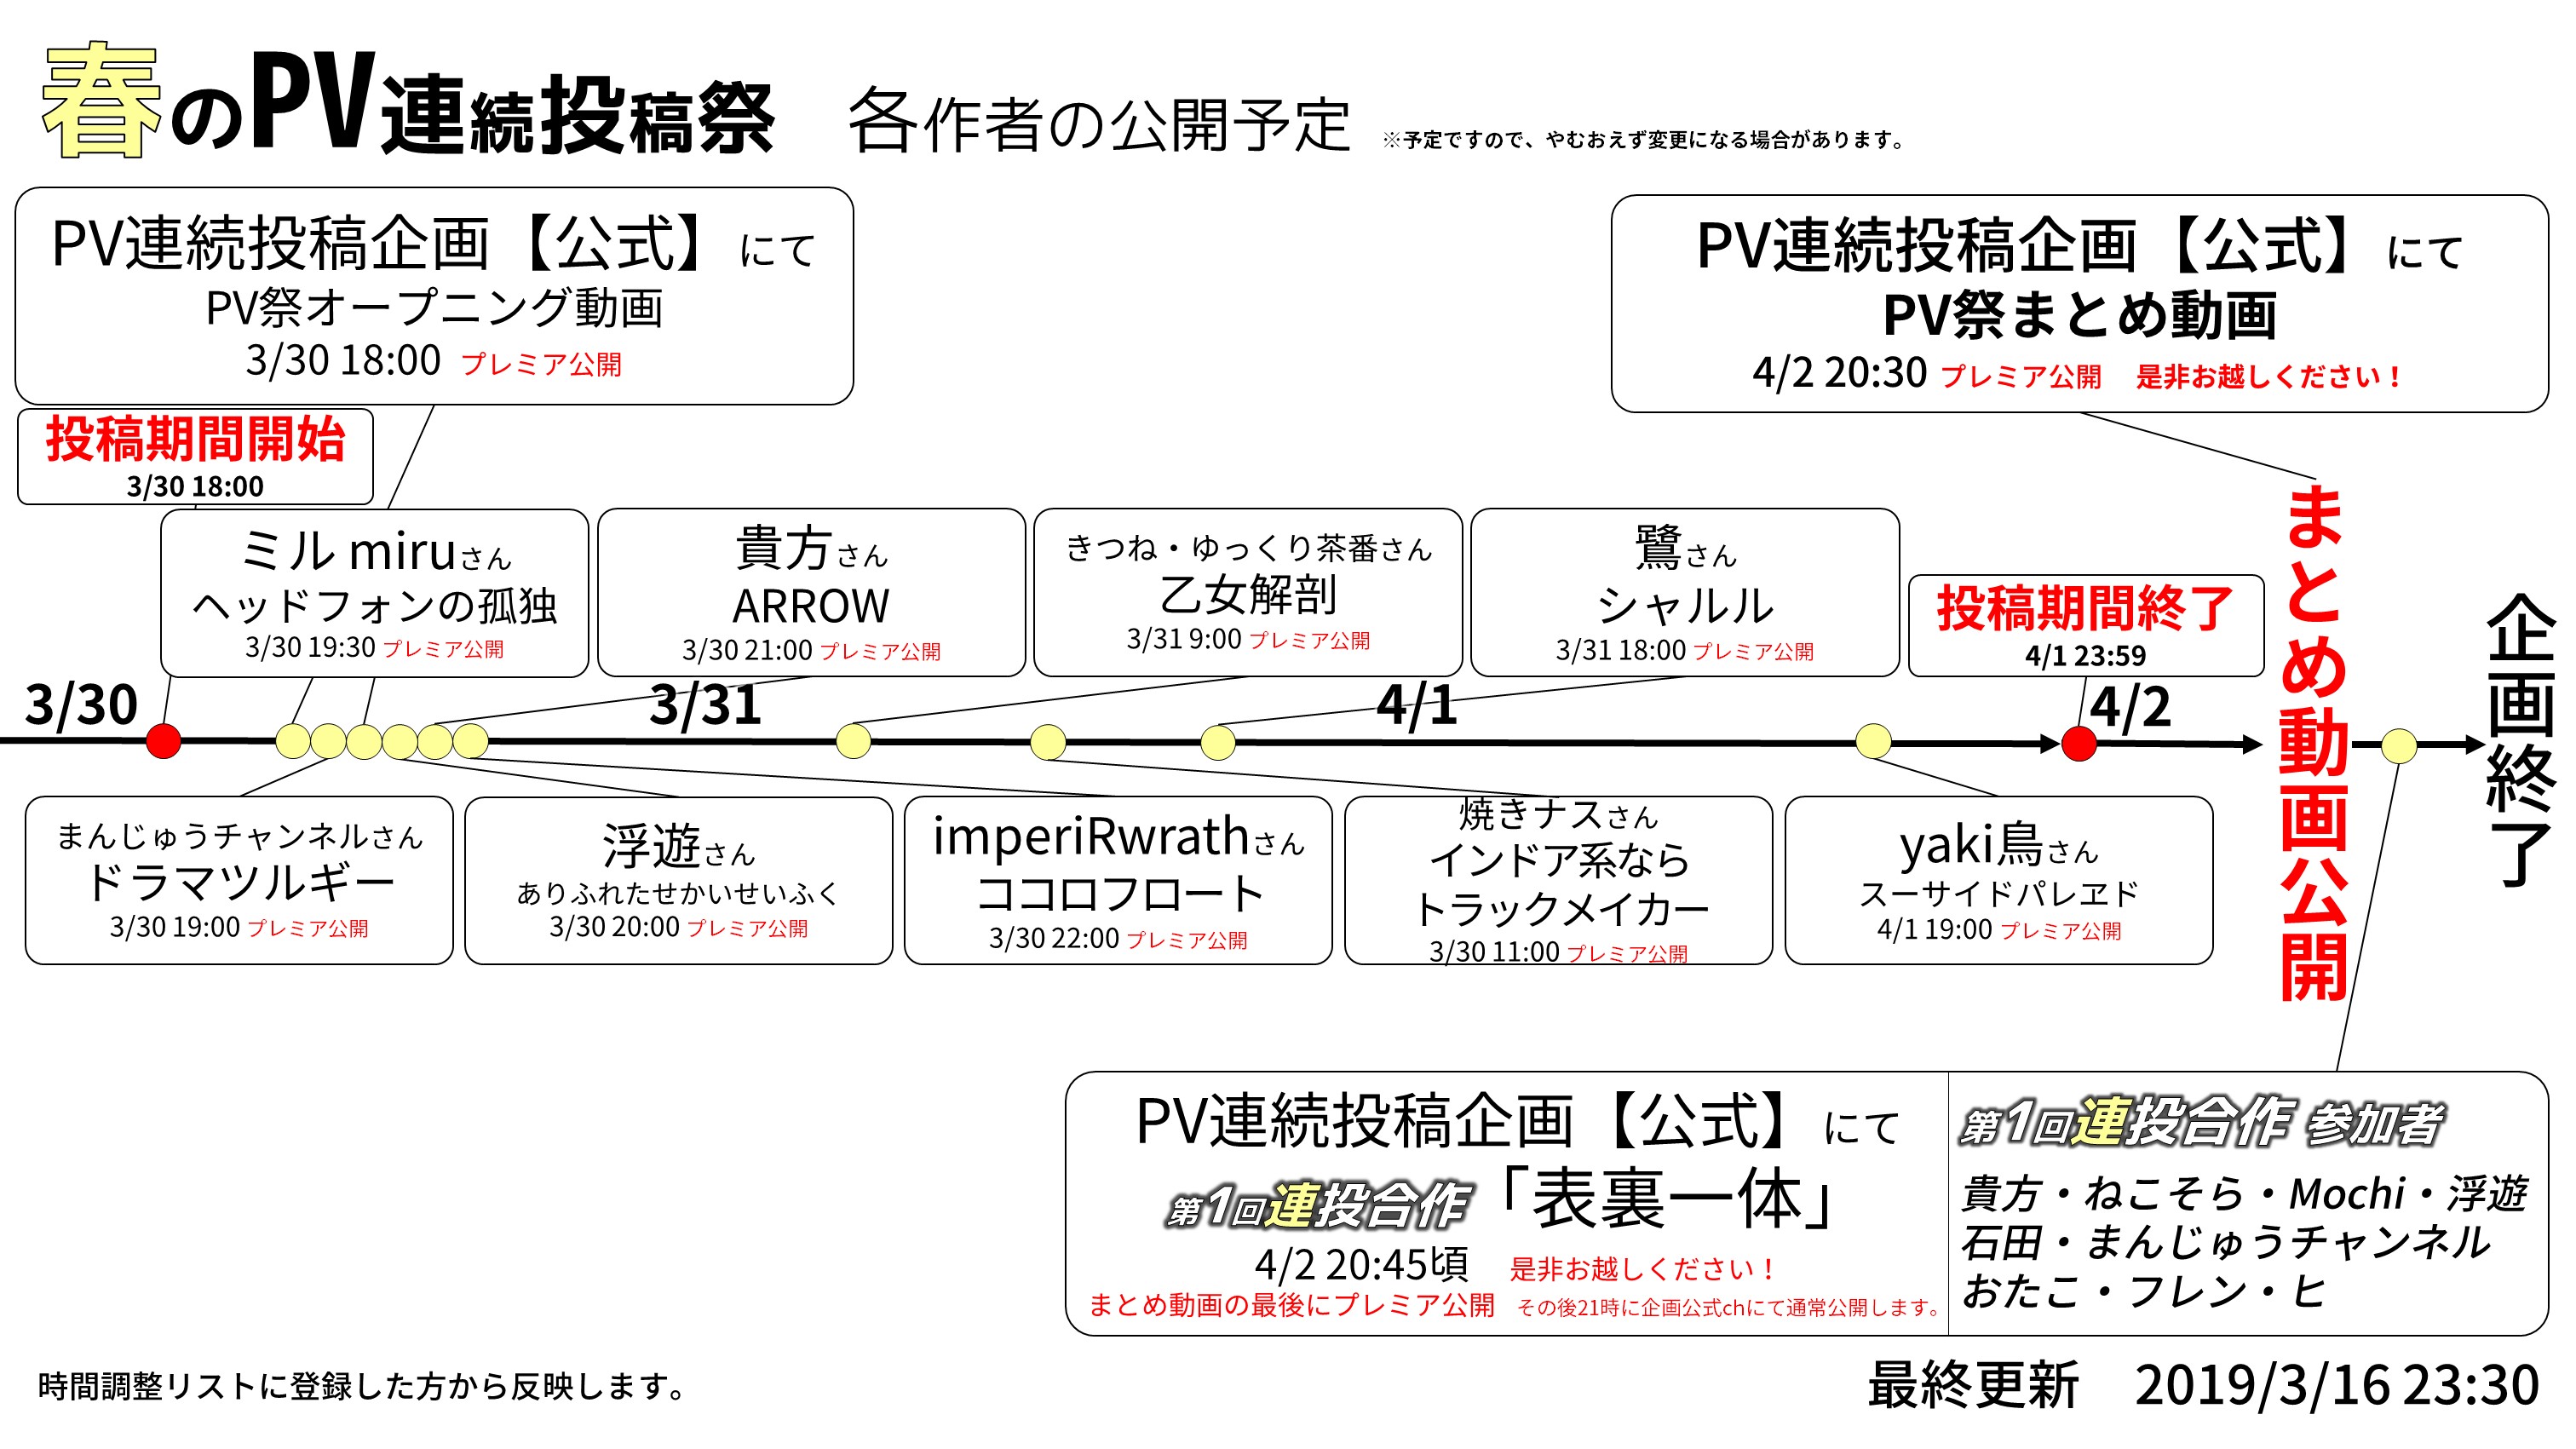 春のPV連続投稿祭　各作者の公開予定 ※予定ですので、やむおえず変更になる場合があります。
PV連続投稿企画【公式】にて
PV祭オープニング動画
3/30 18:00 プレミア公開
PV連続投稿企画【公式】にて
PV祭まとめ動画
4/2 20:30 プレミア公開　是非お越しください！
投稿期間開始
3/30 18:00
ミル miruさん
ヘッドフォンの孤独
3/30 19:30 プレミア公開
貴方さん
ARROW
3/30 21:00 プレミア公開
きつね・ゆっくり茶番さん
乙女解剖
3/31 9:00 プレミア公開
鷺さん
シャルル
3/31 18:00 プレミア公開
投稿期間終了
4/1 23:59
まとめ動画公開
企画終了
3/30
3/31
4/1
4/2
まんじゅうチャンネルさん
ドラマツルギー
3/30 19:00 プレミア公開
浮遊さん
ありふれたせかいせいふく
3/30 20:00 プレミア公開
imperiRwrathさん
ココロフロート
3/30 22:00 プレミア公開
焼きナスさん
インドア系なら
トラックメイカー
3/30 11:00 プレミア公開
yaki鳥さん
スーサイドパレヱド
4/1 19:00 プレミア公開
PV連続投稿企画【公式】にて
第1回連投合作「表裏一体」
4/2 20:45頃　是非お越しください！
まとめ動画の最後にプレミア公開　その後21時に企画公式chにて通常公開します。
第1回連投合作 参加者
貴方・ねこそら・Mochi・浮遊
石田・まんじゅうチャンネル
おたこ・フレン・ヒ
時間調整リストに登録した方から反映します。
最終更新　2019/3/16 23:30